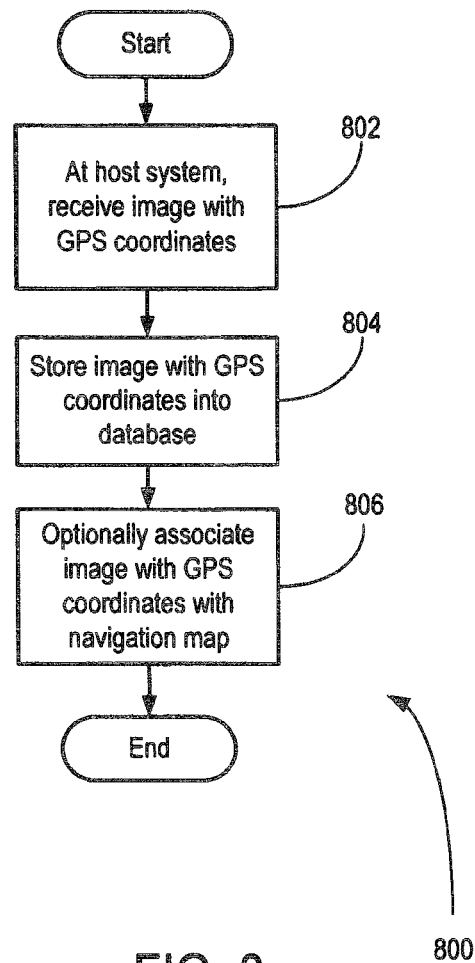 Start
802
At host system,
receive image with
GPS coordinates
804
Store image with GPS
coordinates into
database
806
Optionally associate
image with GPS
coordinates with
navigation map
End
800
FIG.